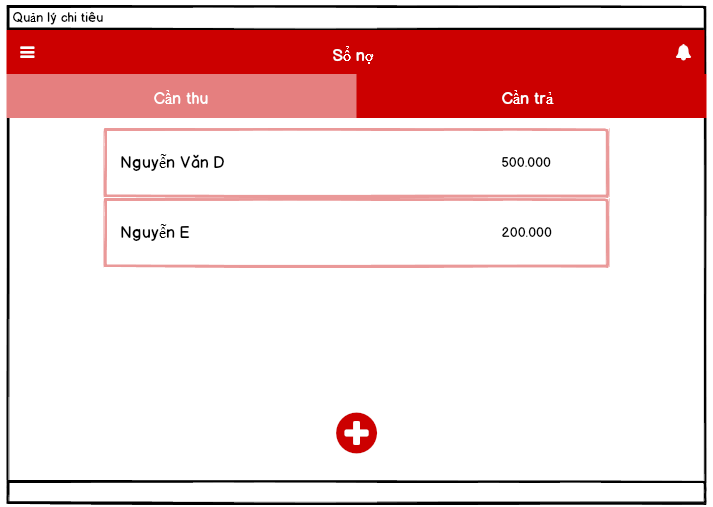 Quản lý chi tiêu
Sổ nợ
Cần thu Cần trả
Nguyễn Văn D 500.000
Nguyễn E 200.000